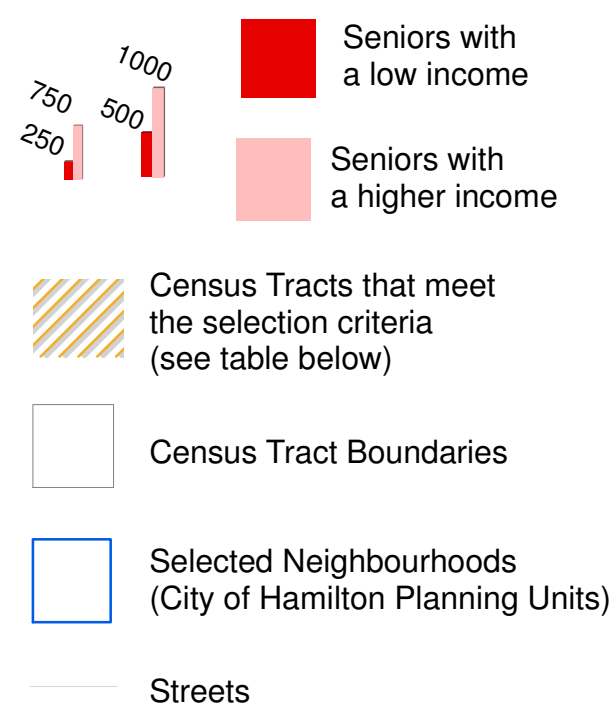 1000
750
500
250
Seniors with
a low income
Seniors with
a higher income
Census Tracts that meet
the selection criteria
(see table below)
Census Tract Boundaries
Selected Neighbourhoods
(City of Hamilton Planning Units)
Streets